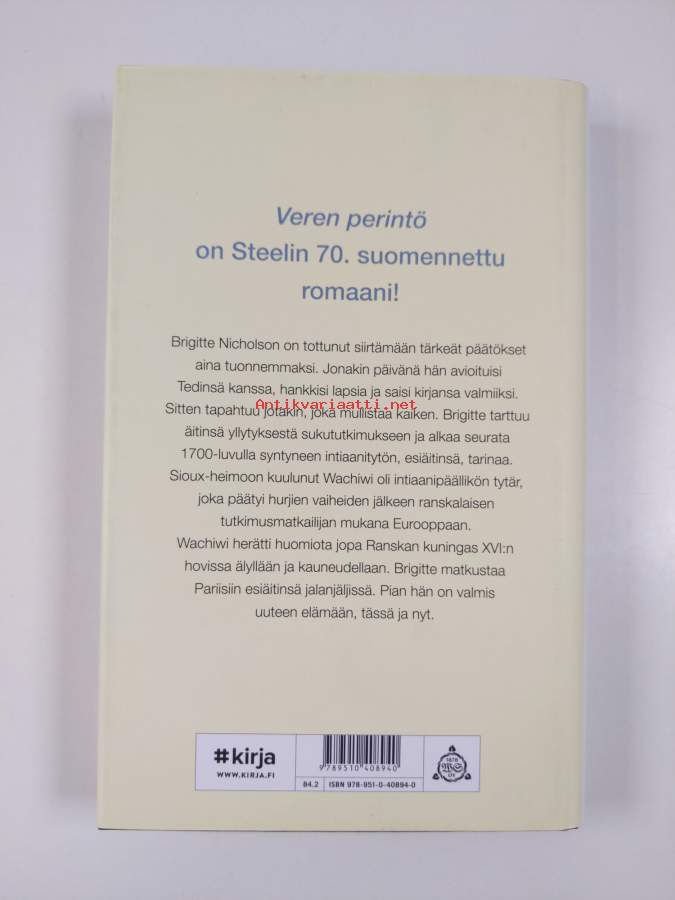 Veren perintö
on Steelin 70. suomennettu
romaani!
Brigitte Nicholson on tottunut siirtämään tärkeät päätökset
aina tuonnemmaksi. Jonakin päivänä hän avioituisi
Tedinsä kanssa, hankkisi lapsia ja saisi kirjansa valmiiksi.
Antikvariaatti.net
Sitten tapahtuu jotakin, joka mullistaa kaiken. Brigitte tarttuu
äitinsä yllytyksestä sukututkimukseen ja alkaa seurata
1700-luvulla syntyneen intiaanitytön, esiäitinsä, tarinaa.
Sioux-heimoon kuulunut Wachiwi oli intiaanipäällikön tytär,
joka päätyi hurjien vaiheiden jälkeen ranskalaisen
tutkimusmatkailijan mukana Eurooppaan.
Wachiwi herätti huomiota jopa Ranskan kuningas XVI:n
hovissa älyllään ja kauneudellaan. Brigitte matkustaa
Pariisiin esiäitinsä jalanjäljissä. Pian hän on valmis
uuteen elämään, tässä ja nyt.
#kirja
WWW.KIRJA.FI
9789510408940
84.2
ISBN 978-951-0-40894-0
1878
WS
OY